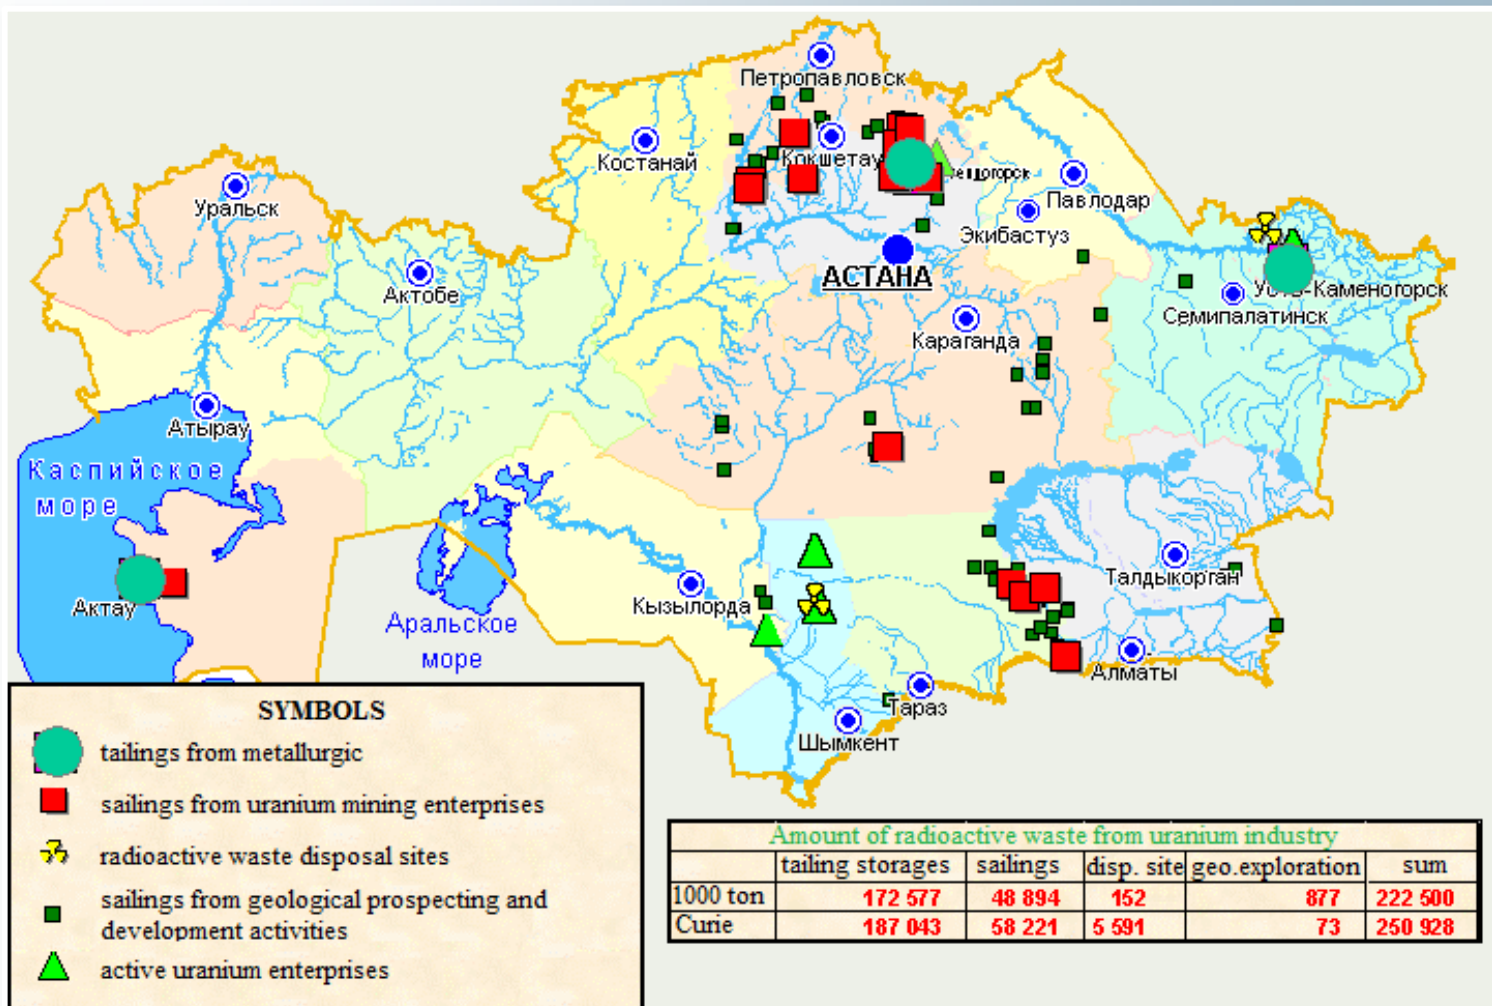 Петропавловск
Костанай
Кокшетау
Уральск
Павлодар
Экибастуз
АСТАНА
Актобе
Усть-Каменогорск
Семипалатинск
Караганда
Атырау
Каспийское
море
Талдыкорган
Актау
Кызылорда
Аральское
море
Алматы
Тараз
Шымкент
SYMBOLS
tailings from metallurgic
sailings from uranium mining enterprises
radioactive waste disposal sites
sailings from geological prospecting and
development activities
active uranium enterprises
Amount of radioactive waste from uranium industry
tailing storages sailings disp. site geo.exploration sum
1000 ton 172 577 48 894 152 877 222 500
Curie 187 043 58 221 5 591 73 250 928